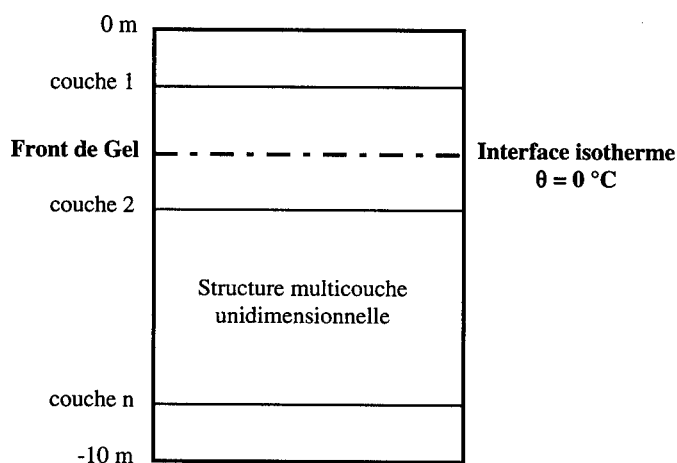 0 m
couche 1
Front de Gel
Interface isotherme
θ = 0 °C
couche 2
Structure multicouche
unidimensionnelle
couche n
-10 m